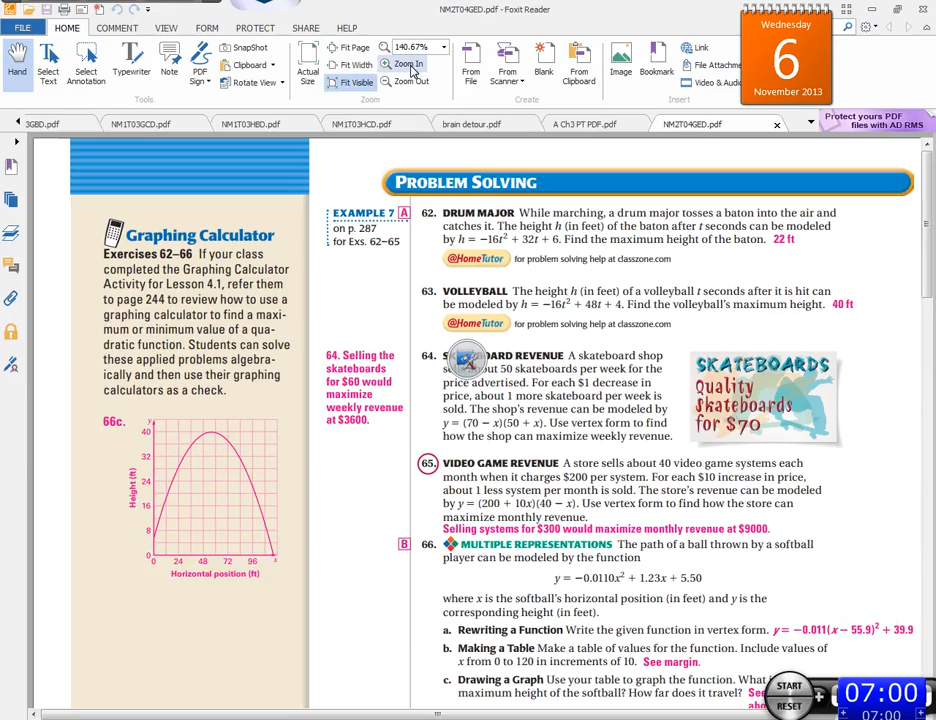 NM2T04GED.pdf - Foxit Reader
FILE HOME COMMENT VIEW FORM PROTECT SHARE HELP
Hand
Select Text
Select Annotation
Typewriter
Note
PDF Sign
SnapShot
Clipboard
Rotate View
Tools
Actual Size
Fit Page
Fit Width
Fit Visible
140.67%
Zoom In
Zoom Out
Zoom
From File
From Scanner
Blank
From Clipboard
Create
Image
Bookmark
Link
File Attachm
Video & Audio
Insert
Wednesday
6
November 2013
3GBD.pdf NM1T03GCD.pdf NM1T03HBD.pdf NM1T03HCD.pdf brain detour.pdf A Ch3 PT PDF.pdf NM2T04GED.pdf
Protect yours PDF
files with AD RMS
Graphing Calculator
Exercises 62–66 If your class
completed the Graphing Calculator
Activity for Lesson 4.1, refer them
to page 244 to review how to use a
graphing calculator to find a maxi-
mum or minimum value of a qua-
dratic function. Students can solve
these applied problems algebra-
ically and then use their graphing
calculators as a check.
66c.
y
40
32
24
16
8
0
0 24 48 72 96 x
Height (ft)
Horizontal position (ft)
PROBLEM SOLVING
EXAMPLE 7 A
on p. 287
for Exs. 62–65
62. DRUM MAJOR While marching, a drum major tosses a baton into the air and
catches it. The height h (in feet) of the baton after t seconds can be modeled
by h = −16t² + 32t + 6. Find the maximum height of the baton. 22 ft
@HomeTutor for problem solving help at classzone.com
63. VOLLEYBALL The height h (in feet) of a volleyball t seconds after it is hit can
be modeled by h = −16t² + 48t + 4. Find the volleyball's maximum height. 40 ft
@HomeTutor for problem solving help at classzone.com
64. Selling the
skateboards
for $60 would
maximize
weekly revenue
at $3600.
64. S OARD REVENUE A skateboard shop
se out 50 skateboards per week for the
price advertised. For each $1 decrease in
price, about 1 more skateboard per week is
sold. The shop's revenue can be modeled by
y = (70 − x)(50 + x). Use vertex form to find
how the shop can maximize weekly revenue.
SKATEBOARDS
Quality
Skateboards
for $70
65. VIDEO GAME REVENUE A store sells about 40 video game systems each
month when it charges $200 per system. For each $10 increase in price,
about 1 less system per month is sold. The store's revenue can be modeled
by y = (200 + 10x)(40 − x). Use vertex form to find how the store can
maximize monthly revenue.
Selling systems for $300 would maximize monthly revenue at $9000.
B 66. MULTIPLE REPRESENTATIONS The path of a ball thrown by a softball
player can be modeled by the function
y = −0.0110x² + 1.23x + 5.50
where x is the softball's horizontal position (in feet) and y is the
corresponding height (in feet).
a. Rewriting a Function Write the given function in vertex form. y = −0.011(x − 55.9)² + 39.9
b. Making a Table Make a table of values for the function. Include values of
x from 0 to 120 in increments of 10. See margin.
c. Drawing a Graph Use your table to graph the function. What i
maximum height of the softball? How far does it travel? See
START
RESET
07:00
07:00